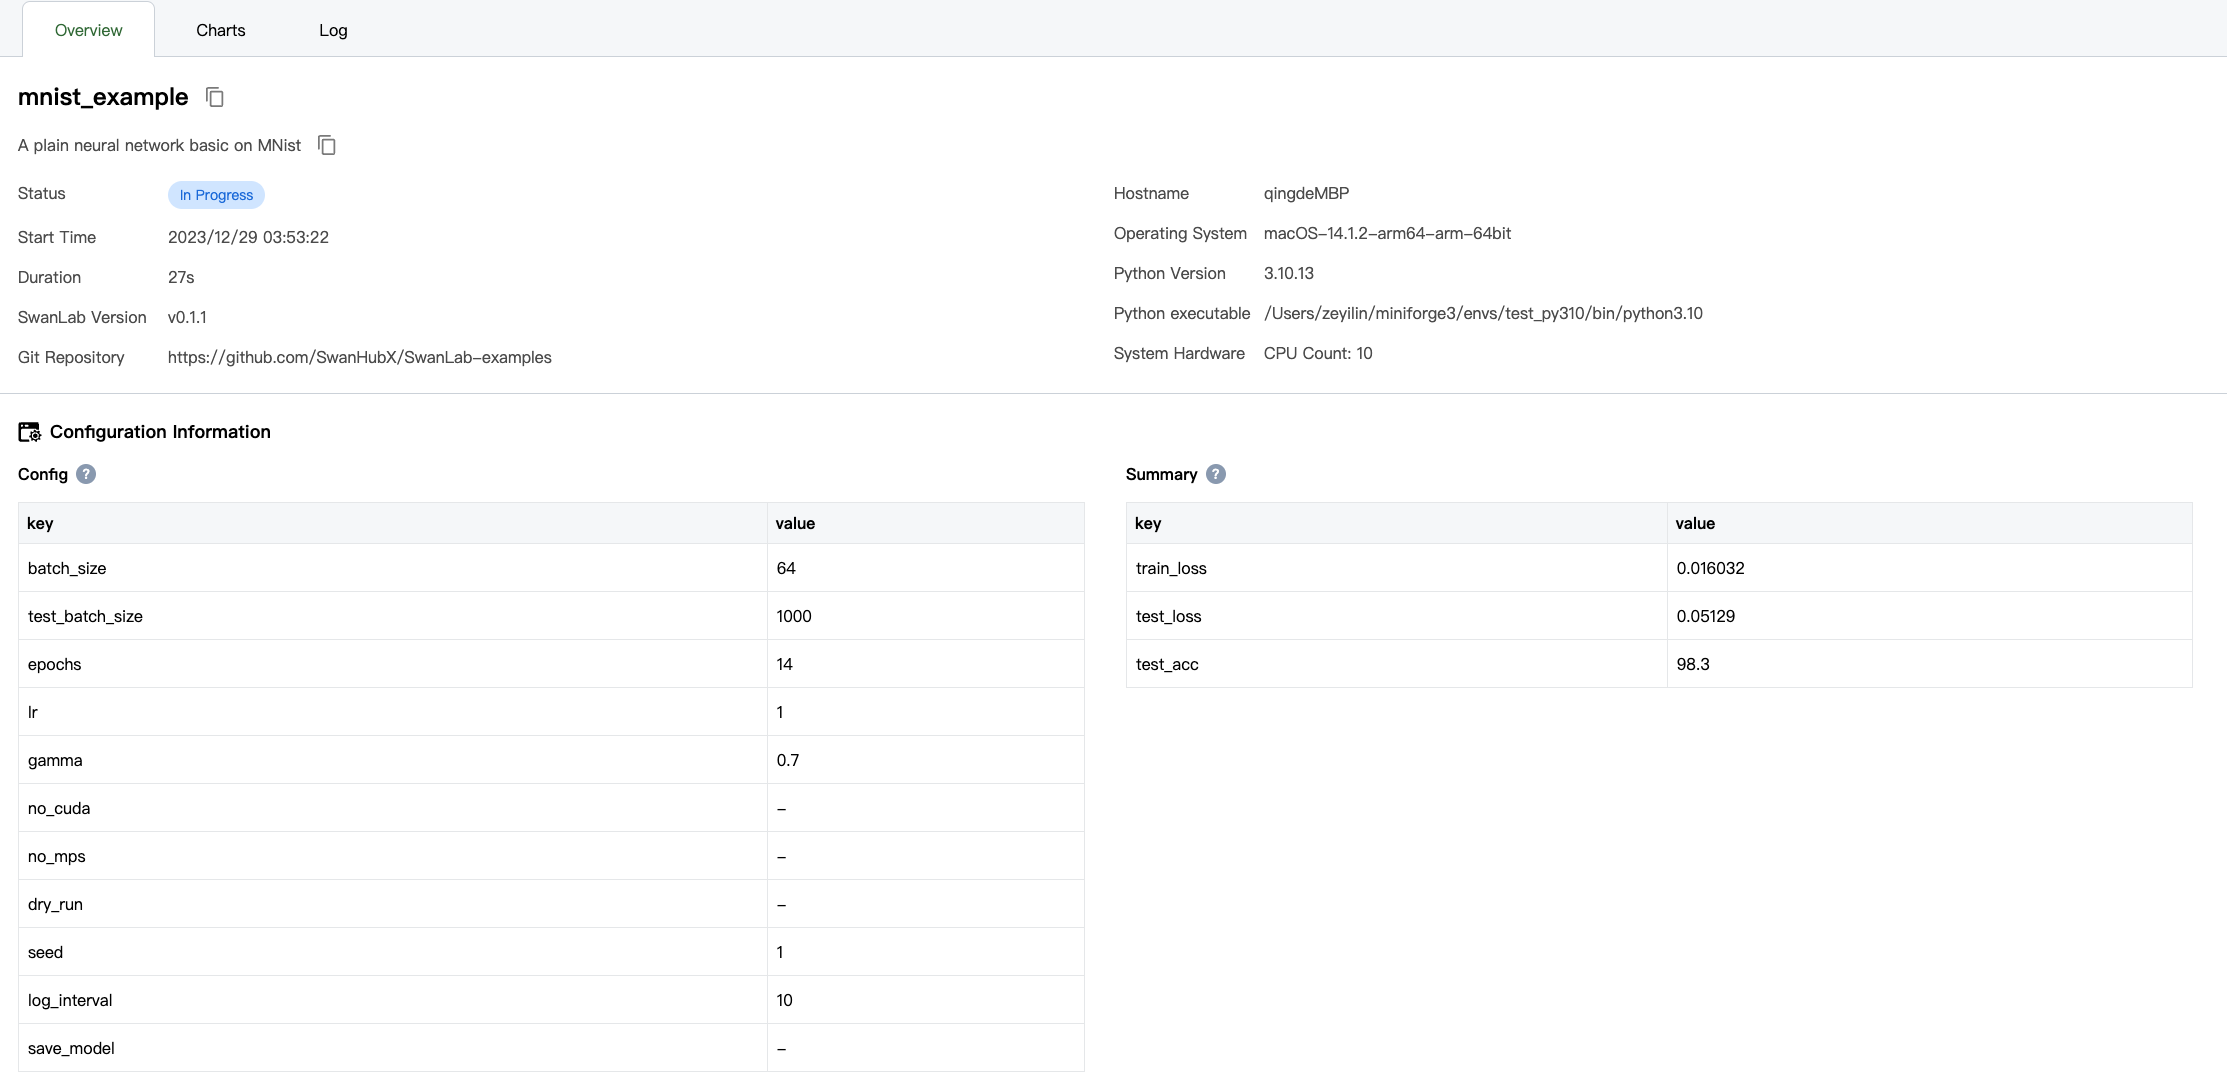 Overview Charts Log
mnist_example
A plain neural network basic on MNist
Status In Progress
Start Time 2023/12/29 03:53:22
Duration 27s
SwanLab Version v0.1.1
Git Repository https://github.com/SwanHubX/SwanLab-examples
Hostname qingdeMBP
Operating System macOS-14.1.2-arm64-arm-64bit
Python Version 3.10.13
Python executable /Users/zeyilin/miniforge3/envs/test_py310/bin/python3.10
System Hardware CPU Count: 10
Configuration Information
Config ?
key value
batch_size 64
test_batch_size 1000
epochs 14
lr 1
gamma 0.7
no_cuda -
no_mps -
dry_run -
seed 1
log_interval 10
save_model -
Summary ?
key value
train_loss 0.016032
test_loss 0.05129
test_acc 98.3